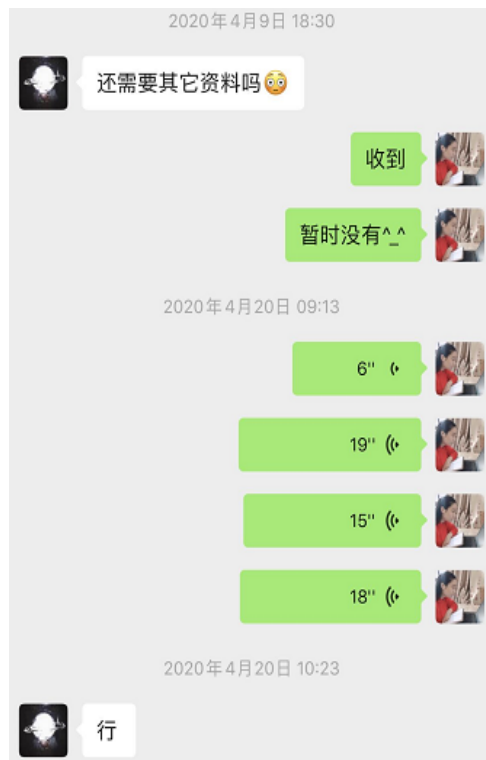 2020年4月9日 18:30
还需要其它资料吗😳
收到
暂时没有^_^
2020年4月20日 09:13
6"
19"
15"
18"
2020年4月20日 10:23
行